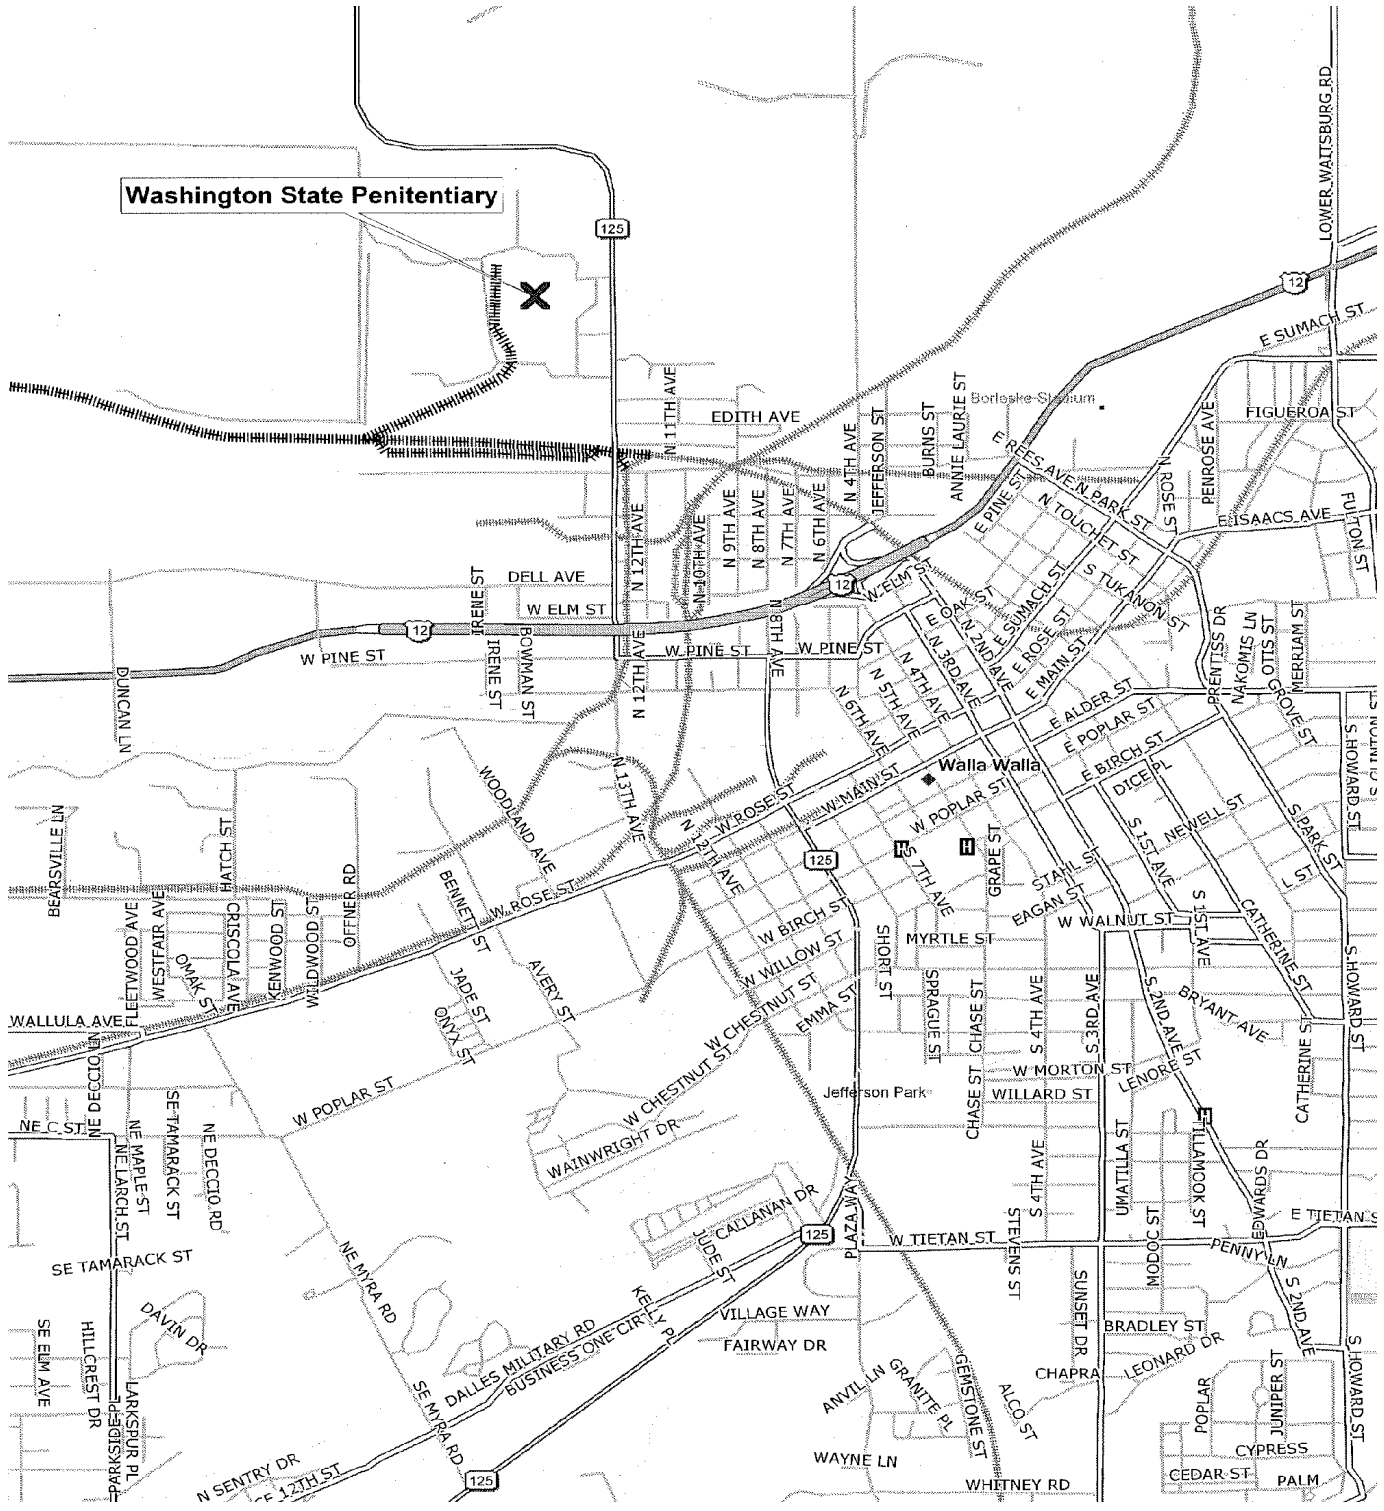 LOWER WAITSBURG RD
Washington State Penitentiary
125
12
E SUMACH ST
N 11TH AVE
EDITH AVE
N 4TH AVE
JEFFERSON ST
BURNS ST
ANNIE LAURIE ST
Borleske Stadium
PENROSE AVE
FIGUEROA ST
E REES AVE
N PARK ST
N ROSE ST
E PINE ST
N TOUCHET ST
E ISAACS AVE
FULTON ST
N 12TH AVE
N 10TH AVE
N 9TH AVE
N 8TH AVE
N 7TH AVE
N 6TH AVE
S TUKANON ST
DELL AVE
IRENE ST
W ELM ST
12
W ELM ST
E OAK ST
E SUMACH ST
12
W PINE ST
IRENE ST
BOWMAN ST
N 12TH AVE
W PINE ST
N 8TH AVE
W PINE ST
N 3RD AVE
N 2ND AVE
E ROSE ST
E MAIN ST
PRENTISS DR
NAKOMIS LN
OTIS ST
MERRIAM ST
GROVE ST
DUNCAN LN
N 6TH AVE
N 5TH AVE
N 4TH AVE
E ALDER ST
E POPLAR ST
E BIRCH ST
DICE PL
S HOWARD ST
S CLINTON ST
Walla Walla
WOODLAND AVE
N 13TH AVE
N 12TH AVE
W ROSE ST
W MAIN ST
W POPLAR ST
BEARSVILLE LN
HATCH ST
NEWELL ST
S PARK ST
L ST
125
H
H
S 7TH AVE
GRAPE ST
STAHL ST
S 1ST AVE
EAGAN ST
W WALNUT ST
S 1ST AVE
CATHERINE ST
OFFNER RD
BENNETT ST
W ROSE ST
FLEETWOOD AVE
WESTFAIR AVE
CRISCOLA AVE
KENWOOD ST
WILDWOOD ST
OMAK ST
W BIRCH ST
W WILLOW ST
W CHESTNUT ST
EMMA ST
SHORT ST
MYRTLE ST
SPRAGUE ST
CHASE ST
S 4TH AVE
S 3RD AVE
S 2ND AVE
BRYANT AVE
S HOWARD ST
WALLULA AVE
JADE ST
ONYX ST
AVERY ST
W CHESTNUT ST
W MORTON ST
LENORE ST
CATHERINE ST
NE DECCIO LN
W POPLAR ST
Jefferson Park
CHASE ST
WILLARD ST
H
NE C ST
NE MAPLE ST
NE LARCH ST
SE TAMARACK ST
NE DECCIO RD
WAINWRIGHT DR
S 4TH AVE
UMATILLA ST
TILLAMOOK ST
EDWARDS DR
CALLANAN DR
JUDE ST
125
PLAZA WAY
W TIETAN ST
STEVENS ST
MODOC ST
PENNY LN
E TIETAN S
SE TAMARACK ST
NE MYRA RD
DAVIN DR
KELLY PL
VILLAGE WAY
FAIRWAY DR
SUNSET DR
BRADLEY ST
LEONARD DR
S 2ND AVE
S HOWARD ST
SE ELM AVE
HILLCREST DR
DALLES MILITARY RD
BUSINESS ONE CIR
ANVIL LN
GRANITE PL
GEMSTONE ST
ALCO ST
CHAPRA
PARKSIDE PL
LARKSPUR PL
SE MYRA RD
POPLAR
JUNIPER ST
WAYNE LN
WHITNEY RD
CYPRESS
CEDAR ST
PALM
N SENTRY DR
SE 12TH ST
125